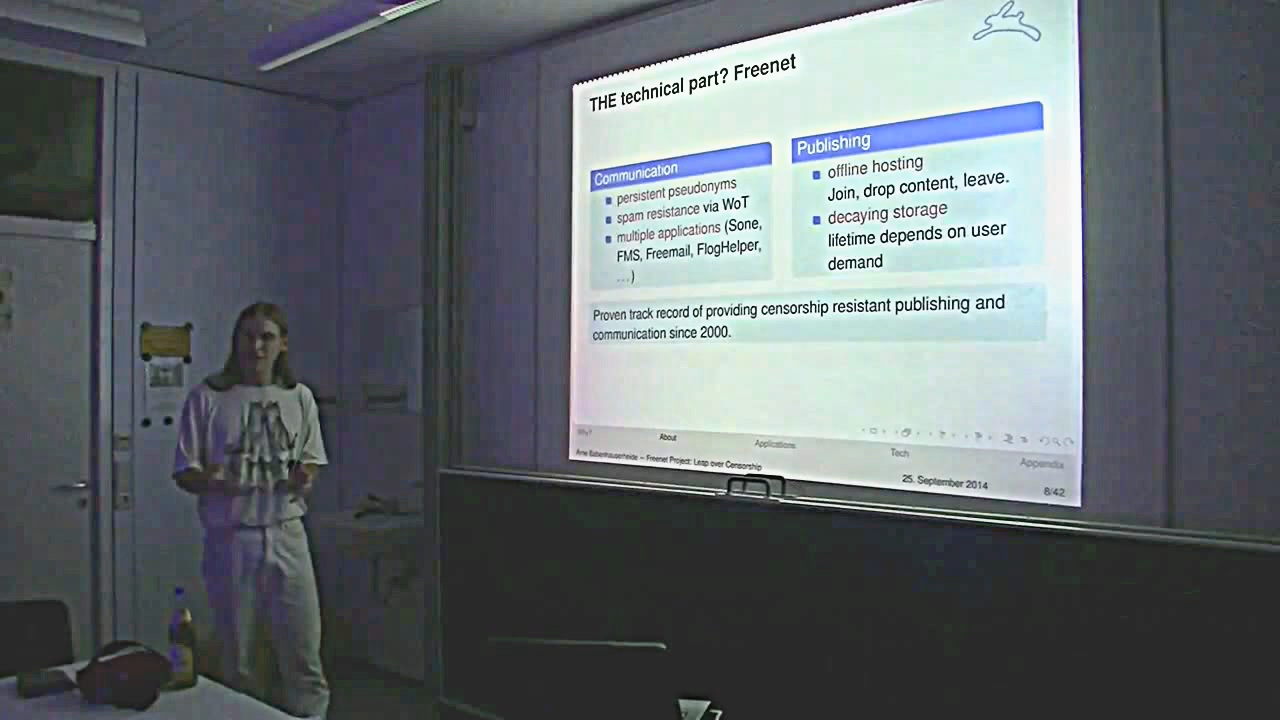 THE technical part? Freenet
Communication
persistent pseudonyms
spam resistance via WoT
multiple applications (Sone,
FMS, Freemail, FlogHelper,
...)
Publishing
offline hosting
Join, drop content, leave.
decaying storage
lifetime depends on user
demand
Proven track record of providing censorship resistant publishing and
communication since 2000.
Why? About Applications Tech Appendix
Arne Babenhauserheide — Freenet Project: Leap over Censorship
25. September 2014 8/42